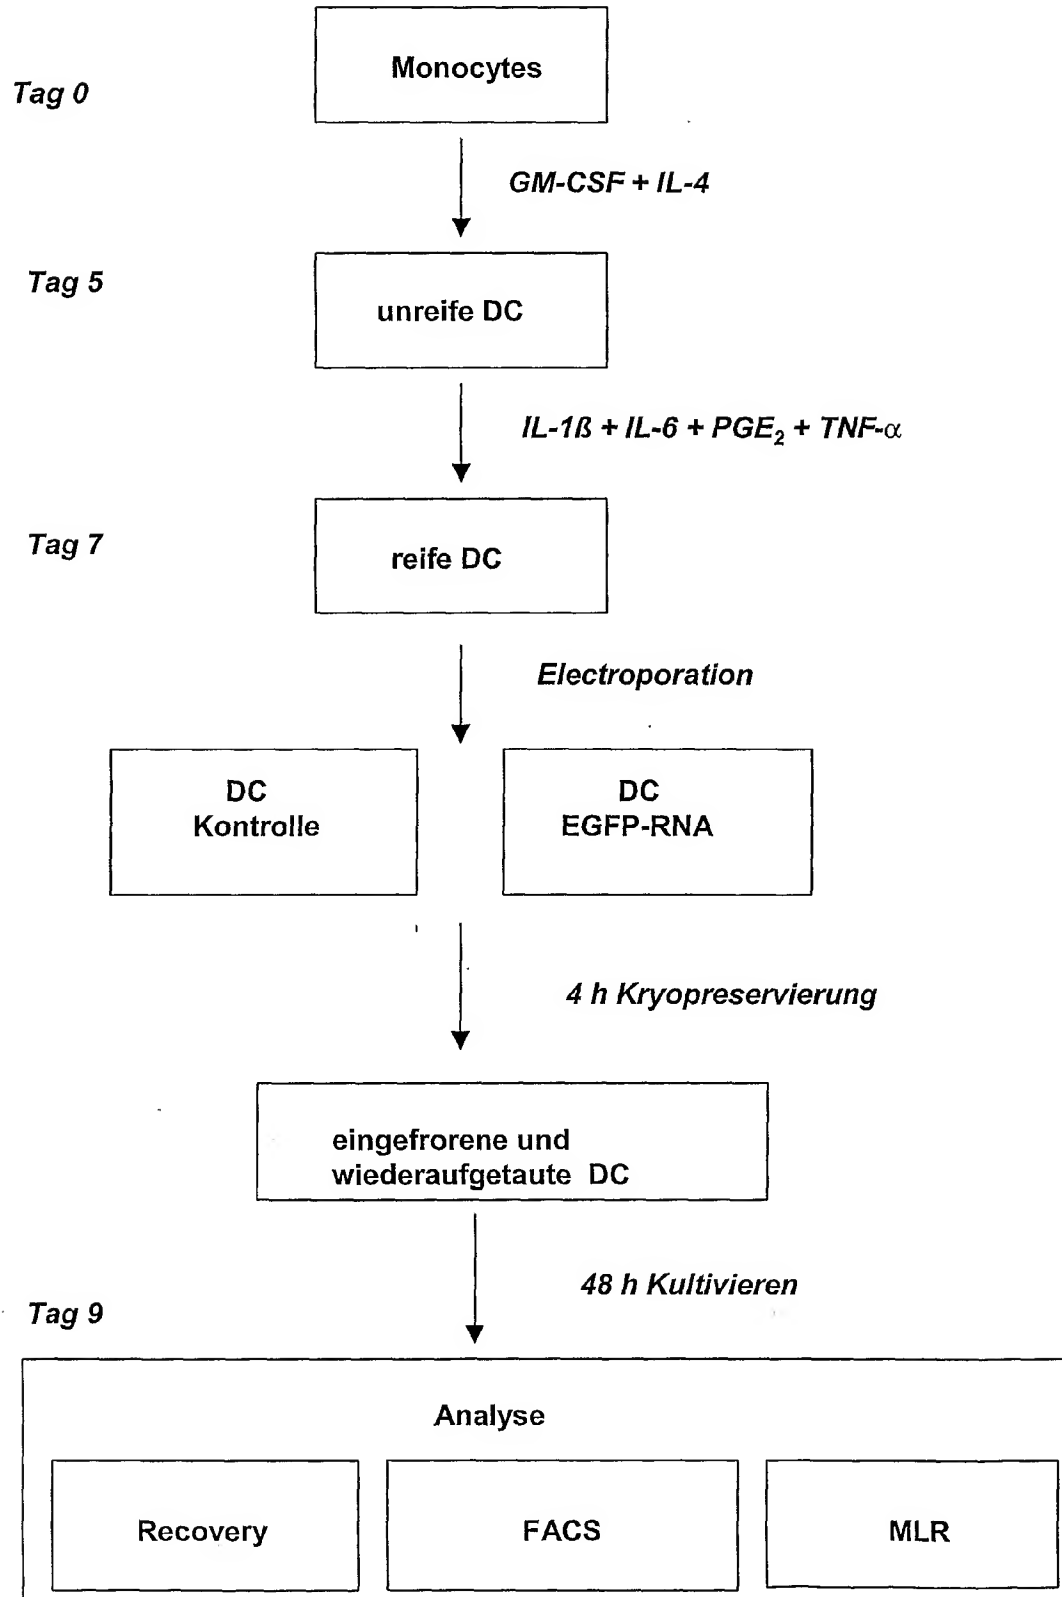 Monocytes
Tag 0
GM-CSF + IL-4
Tag 5
unreife DC
IL-1ß + IL-6 + PGE₂ + TNF-α
Tag 7
reife DC
Electroporation
DC
Kontrolle
DC
EGFP-RNA
4 h Kryopreservierung
eingefrorene und
wiederaufgetaute DC
48 h Kultivieren
Tag 9
Analyse
Recovery
FACS
MLR